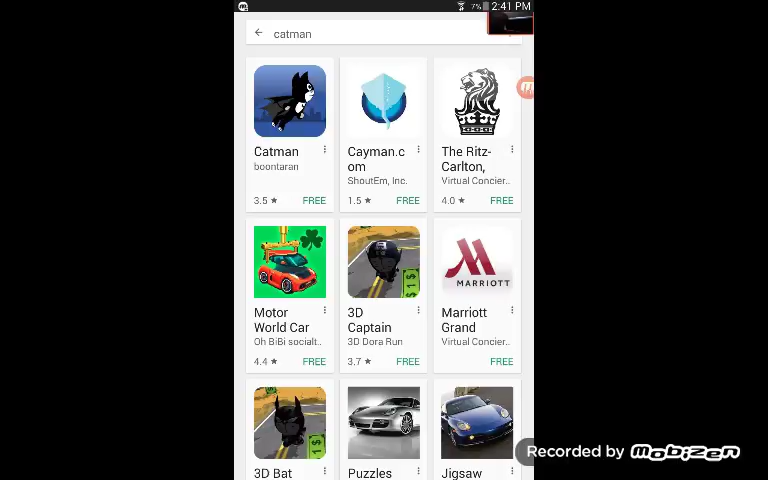 7% 2:41 PM
catman
Catman
boontaran
3.5 ★ FREE
Cayman.c
om
ShoutEm, Inc.
1.5 ★ FREE
The Ritz-
Carlton,
Virtual Concier..
4.0 ★ FREE
Motor
World Car
Oh BiBi socialt..
4.4 ★ FREE
$1$
3D
Captain
3D Dora Run
3.7 ★ FREE
MARRIOTT
Marriott
Grand
Virtual Concier..
FREE
3D Bat
Puzzles
Jigsaw
Recorded by Mobizen